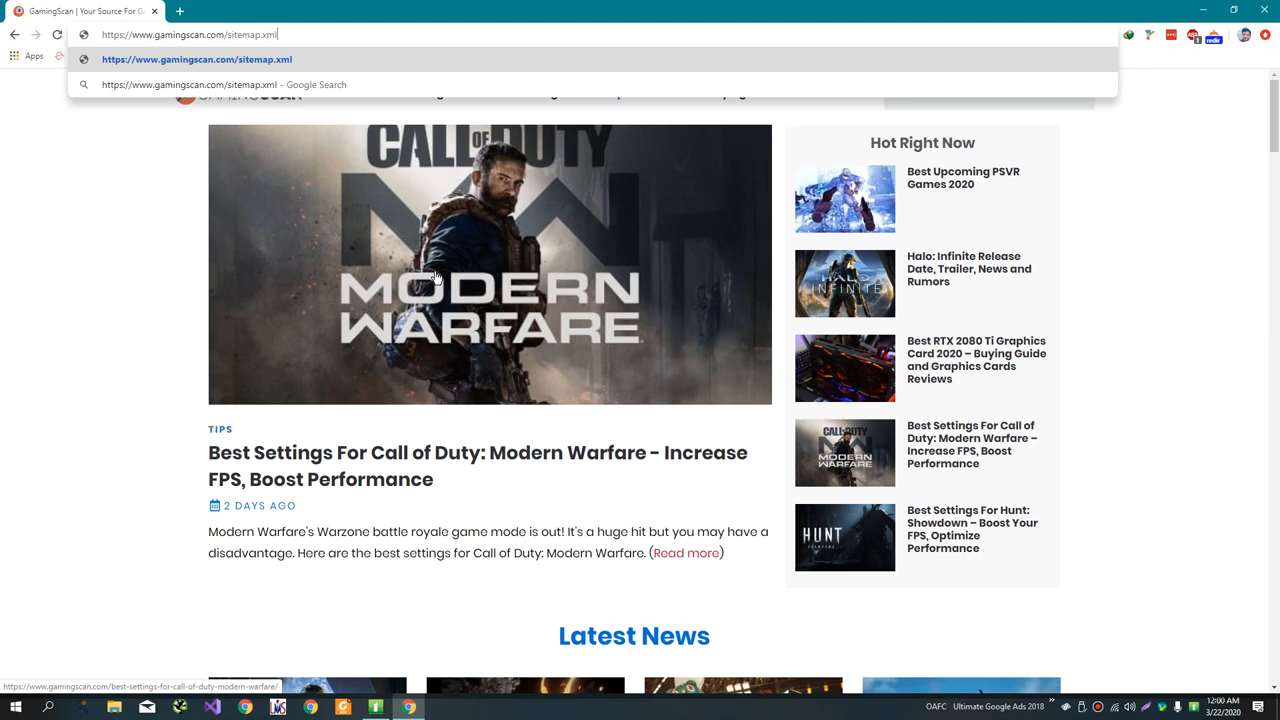 GamingScan | Your Source For G
https://www.gamingscan.com/sitemap.xml
Apps
https://www.gamingscan.com/sitemap.xml
https://www.gamingscan.com/sitemap.xml - Google Search
CALL OF DUTY
MODERN
WARFARE
TIPS
Best Settings For Call of Duty: Modern Warfare – Increase
FPS, Boost Performance
2 DAYS AGO
Modern Warfare's Warzone battle royale game mode is out! It's a huge hit but you may have a
disadvantage. Here are the best settings for Call of Duty: Modern Warfare. (Read more)
Hot Right Now
Best Upcoming PSVR
Games 2020
HALO
INFINITE
Halo: Infinite Release
Date, Trailer, News and
Rumors
Best RTX 2080 Ti Graphics
Card 2020 – Buying Guide
and Graphics Cards
Reviews
CALL OF DUTY
MODERN
WARFARE
Best Settings For Call of
Duty: Modern Warfare –
Increase FPS, Boost
Performance
HUNT
Best Settings For Hunt:
Showdown – Boost Your
FPS, Optimize
Performance
Latest News
https://www.gamingscan.com/best-settings-for-call-of-duty-modern-warfare/
OAFC
Ultimate Google Ads 2018
12:00 AM
3/22/2020